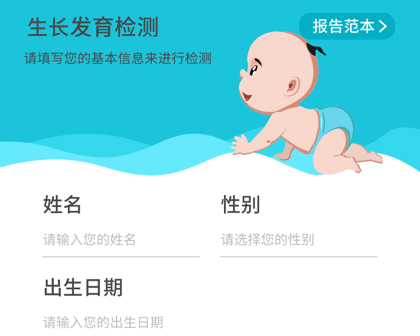 生长发育检测
报告范本
请填写您的基本信息来进行检测
姓名
性别
请输入您的姓名
请选择您的性别
出生日期
请输入您的出生日期